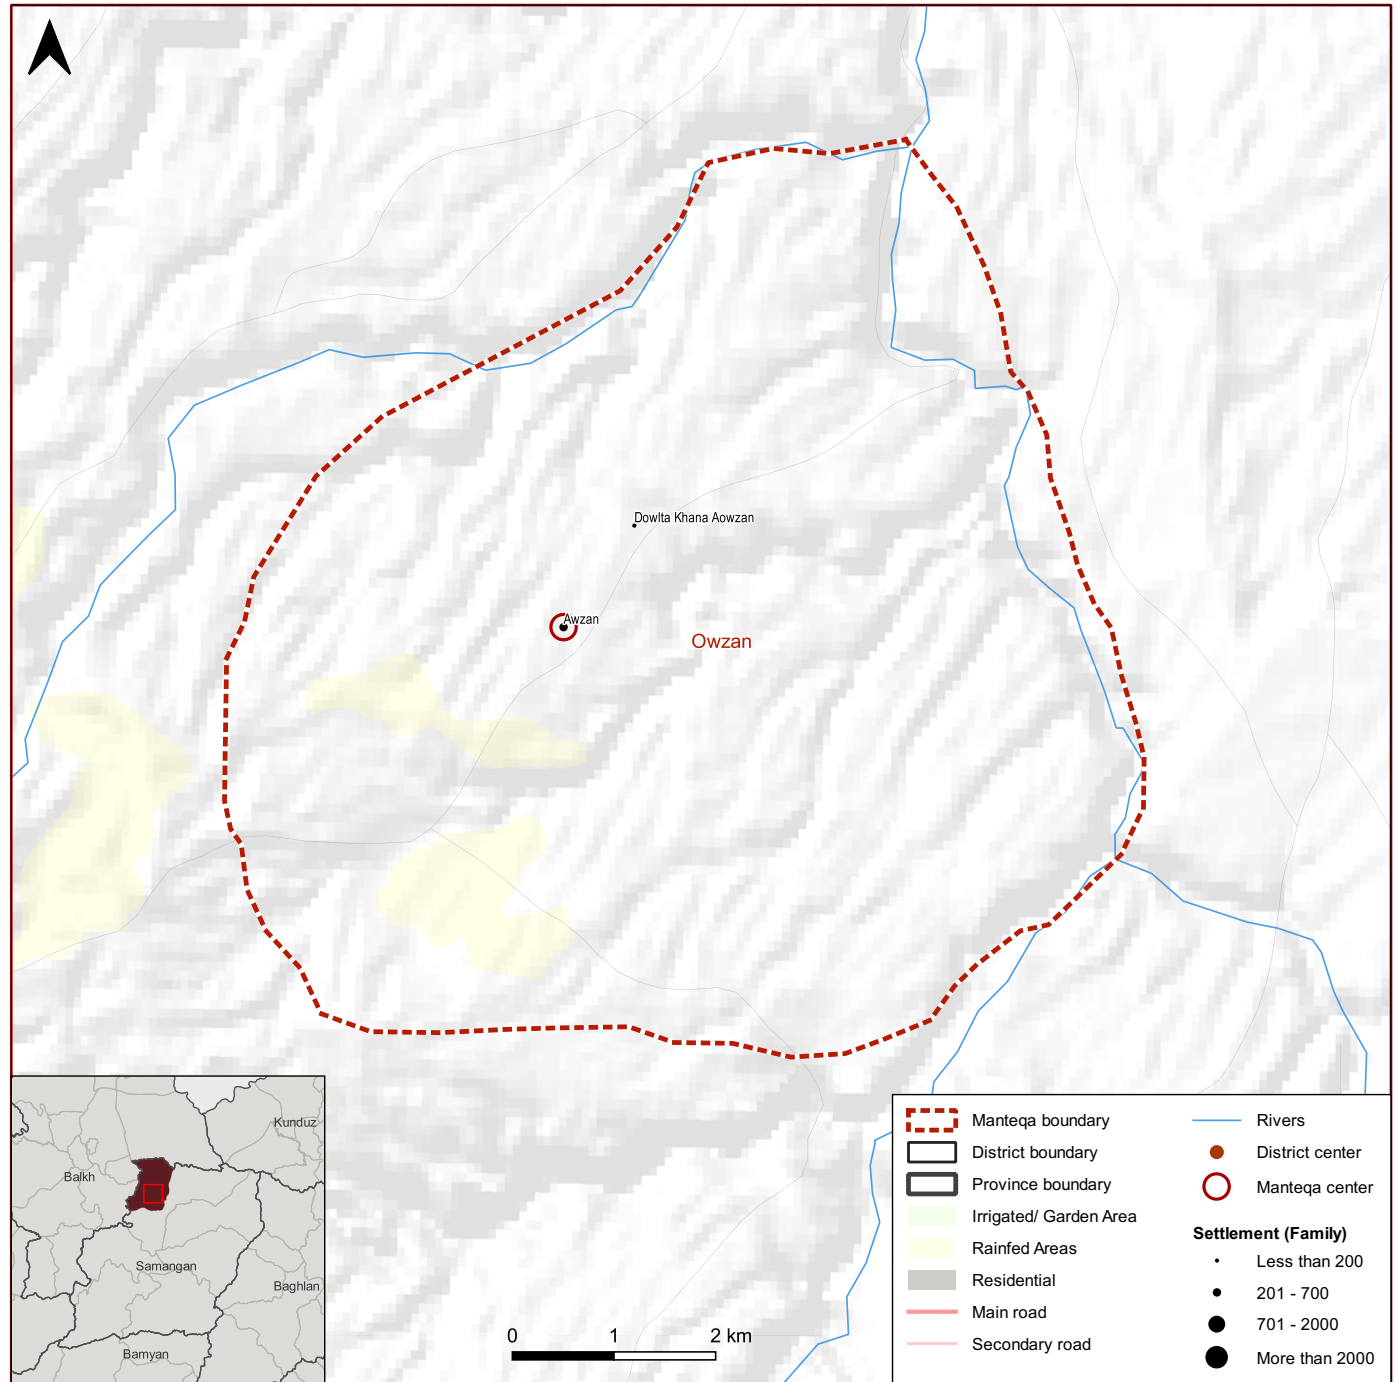 Dowlta Khana Aowzan
Awzan
Owzan
Kunduz
Balkh
Samangan
Baghlan
Bamyan
0 1 2 km
Manteqa boundary
District boundary
Province boundary
Irrigated/ Garden Area
Rainfed Areas
Residential
Main road
Secondary road
Rivers
District center
Manteqa center
Settlement (Family)
Less than 200
201 - 700
701 - 2000
More than 2000